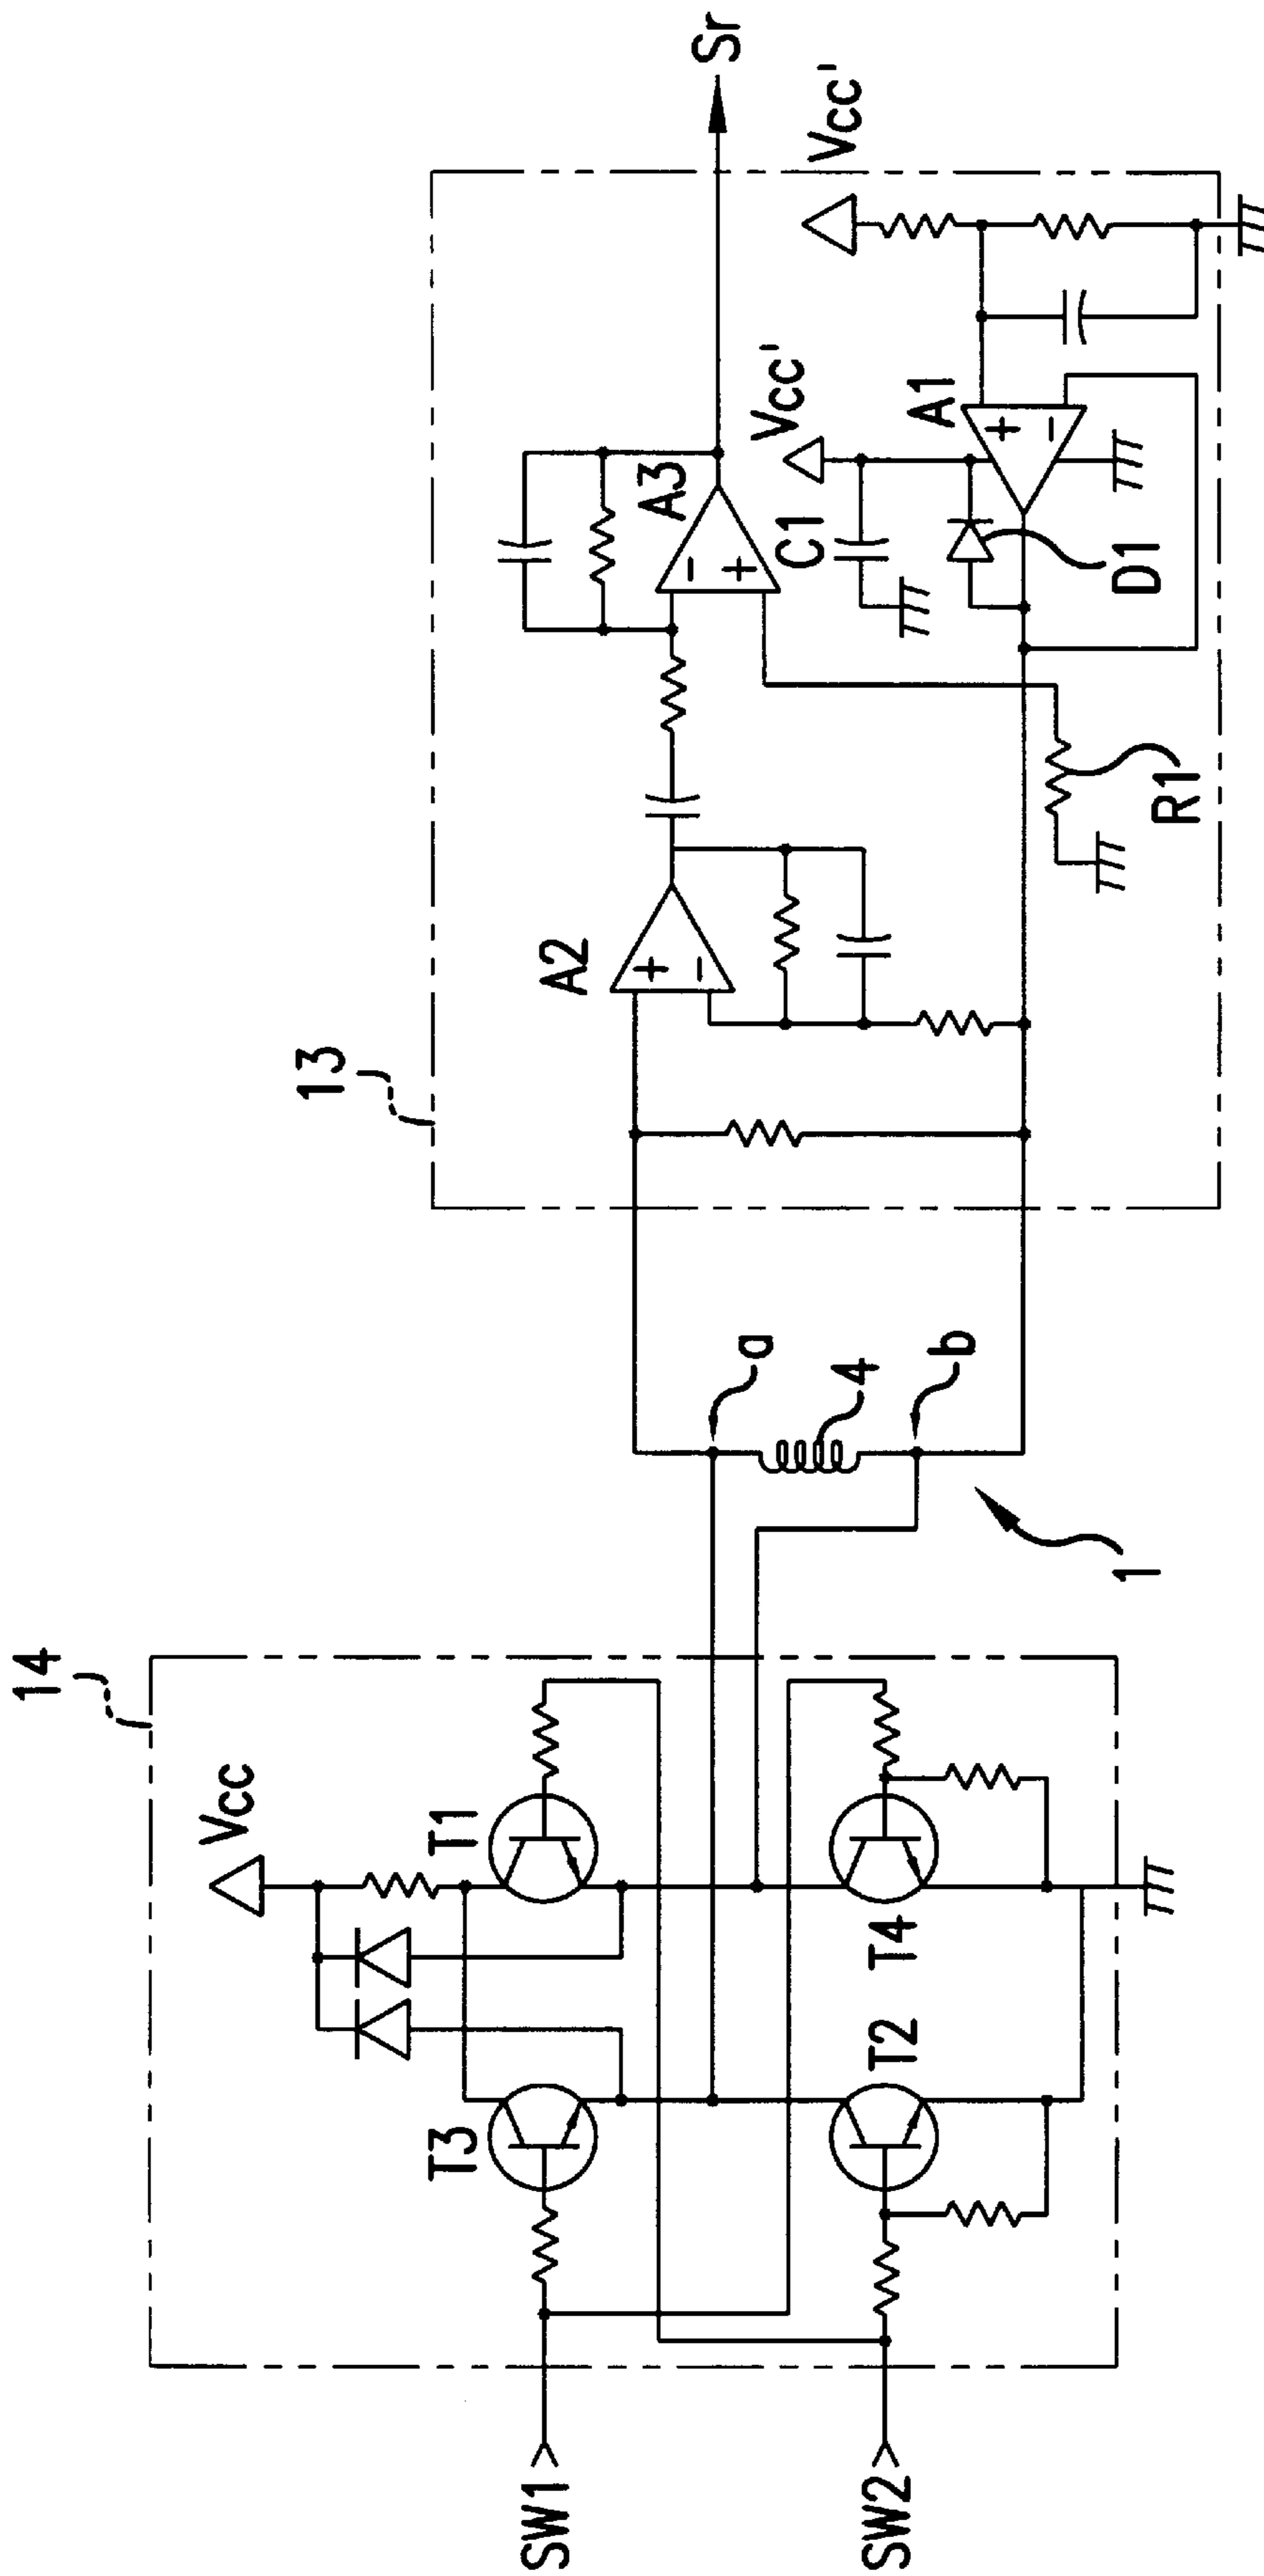 14
Vcc
T1
T3
T4
T2
SW1
SW2
a
4
b
1
13
A2
+
−
A3
−
+
Sr
Vcc'
C1
A1
+
−
D1
R1
Vcc'